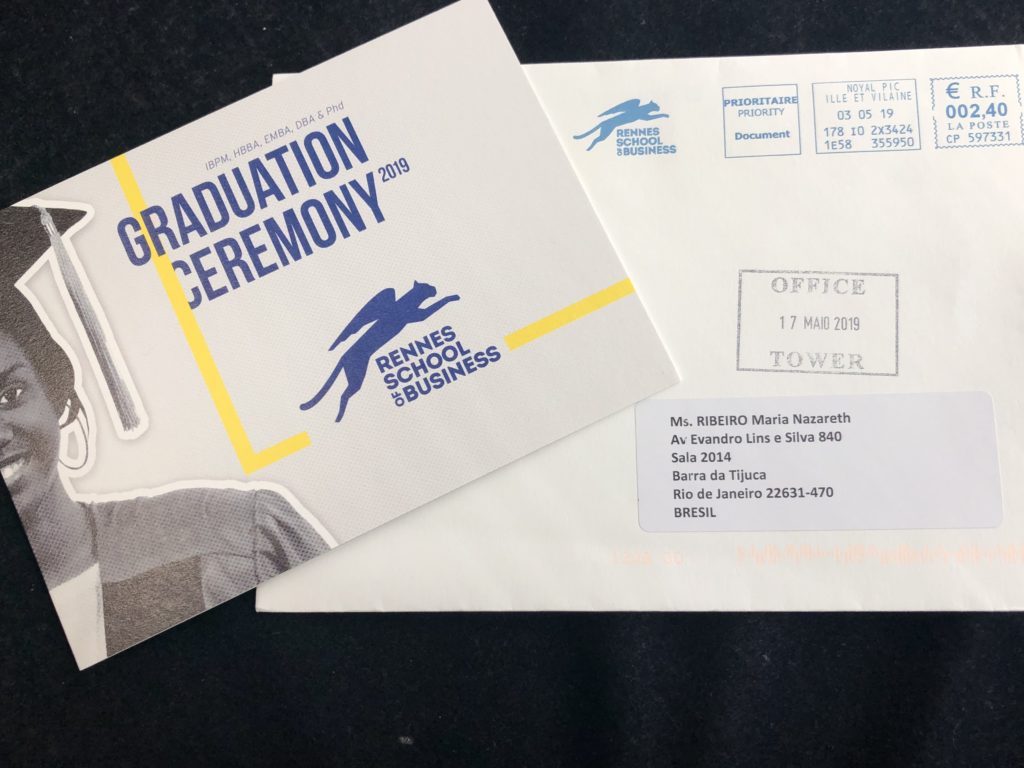 IBPM, HBBA, EMBA, DBA & Phd
GRADUATION
CEREMONY 2019
RENNES
SCHOOL
OF BUSINESS
RENNES
SCHOOL
OF BUSINESS
PRIORITAIRE
PRIORITY
Document
NOYAL PIC
ILLE ET VILAINE
03 05 19
178 IO 2X3424
1E58 355950
€ R.F.
002,40
LA POSTE
CP 597331
OFFICE
17 MAIO 2019
TOWER
Ms. RIBEIRO Maria Nazareth
Av Evandro Lins e Silva 840
Sala 2014
Barra da Tijuca
Rio de Janeiro 22631-470
BRESIL